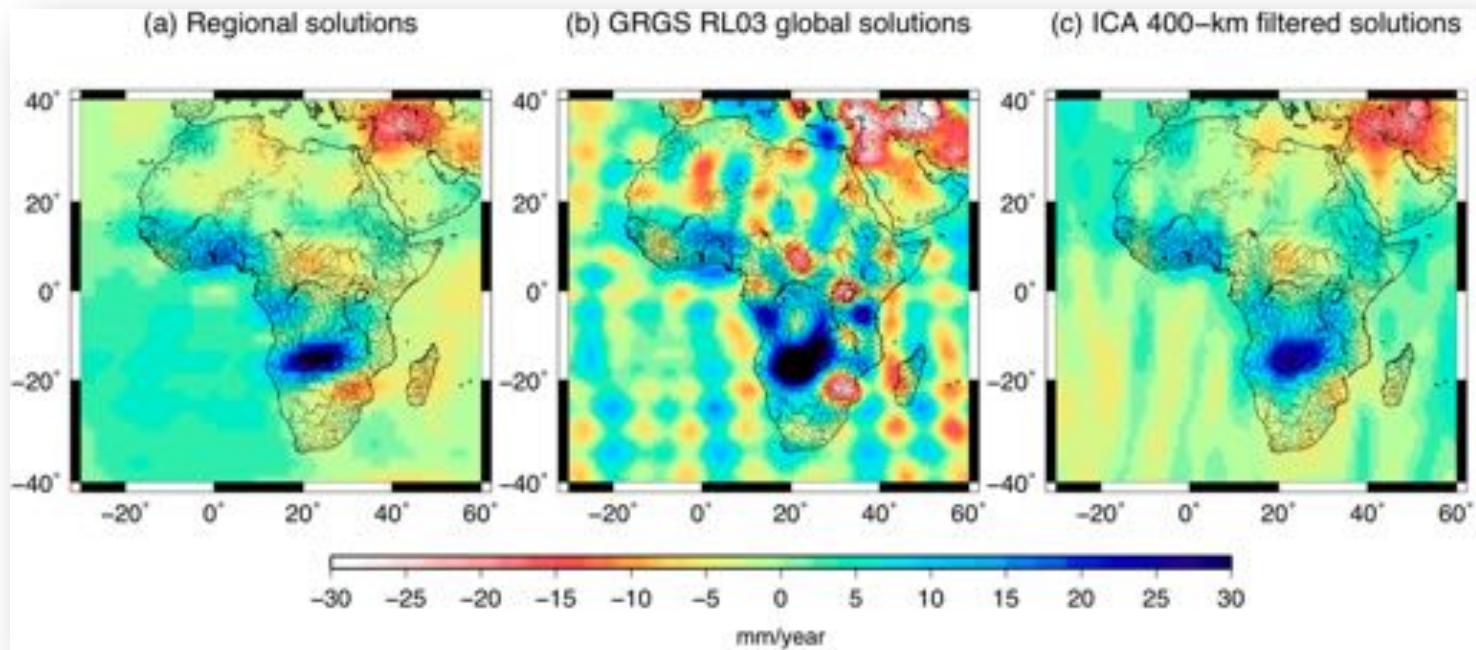 (a) Regional solutions
(b) GRGS RL03 global solutions
(c) ICA 400−km filtered solutions
40˚ 40˚ 40˚
20˚ 20˚ 20˚
0˚ 0˚ 0˚
−20˚ −20˚ −20˚
−40˚ −40˚ −40˚
−20˚ 0˚ 20˚ 40˚ 60˚ −20˚ 0˚ 20˚ 40˚ 60˚ −20˚ 0˚ 20˚ 40˚ 60˚
−30 −25 −20 −15 −10 −5 0 5 10 15 20 25 30
mm/year